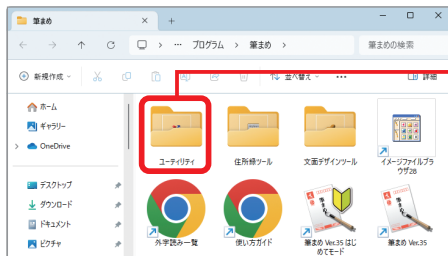 筆まめ
プログラム > 筆まめ >
筆まめの検索
新規作成
並べ替え
詳細
ホーム
ギャラリー
OneDrive
デスクトップ
ダウンロード
ドキュメント
ピクチャ
ユーティリティ
住所録ツール
文面デザインツール
イメージファイルブラ
ウザ28
外字読み一覧
使い方ガイド
筆まめ Ver.35 はじ
めてモード
筆まめ Ver.35